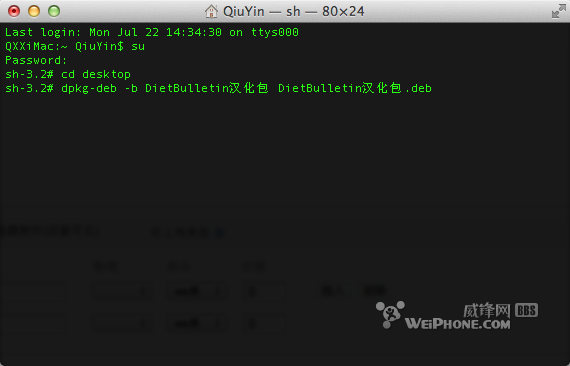 QiuYin — sh — 80×24
Last login: Mon Jul 22 14:34:30 on ttys000
QXXiMac:~ QiuYin$ su
Password:
sh-3.2# cd desktop
sh-3.2# dpkg-deb -b DietBulletin汉化包 DietBulletin汉化包.deb
威锋网 BBS
WEIPHONE.COM